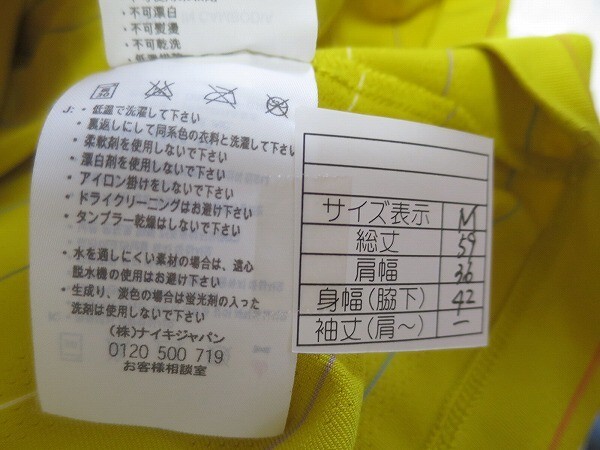 ・不可漂白
・不可熨燙
・不可乾洗
J: ・低温で洗濯して下さい
・裏返しにして同系色の衣料と洗濯して下さい
・柔軟剤を使用しないで下さい
・漂白剤を使用しないで下さい
・アイロン掛けをしないで下さい
・ドライクリーニングはお避け下さい
・タンブラー乾燥はしないで下さい
・水を通しにくい素材の場合は、遠心
脱水機の使用はお避け下さい
・生成り、淡色の場合は蛍光剤の入った
洗剤は使用しないで下さい
(株)ナイキジャパン
0120 500 719
お客様相談室
サイズ表示 M
総丈 59
肩幅 36
身幅(脇下) 42
袖丈(肩〜) ー